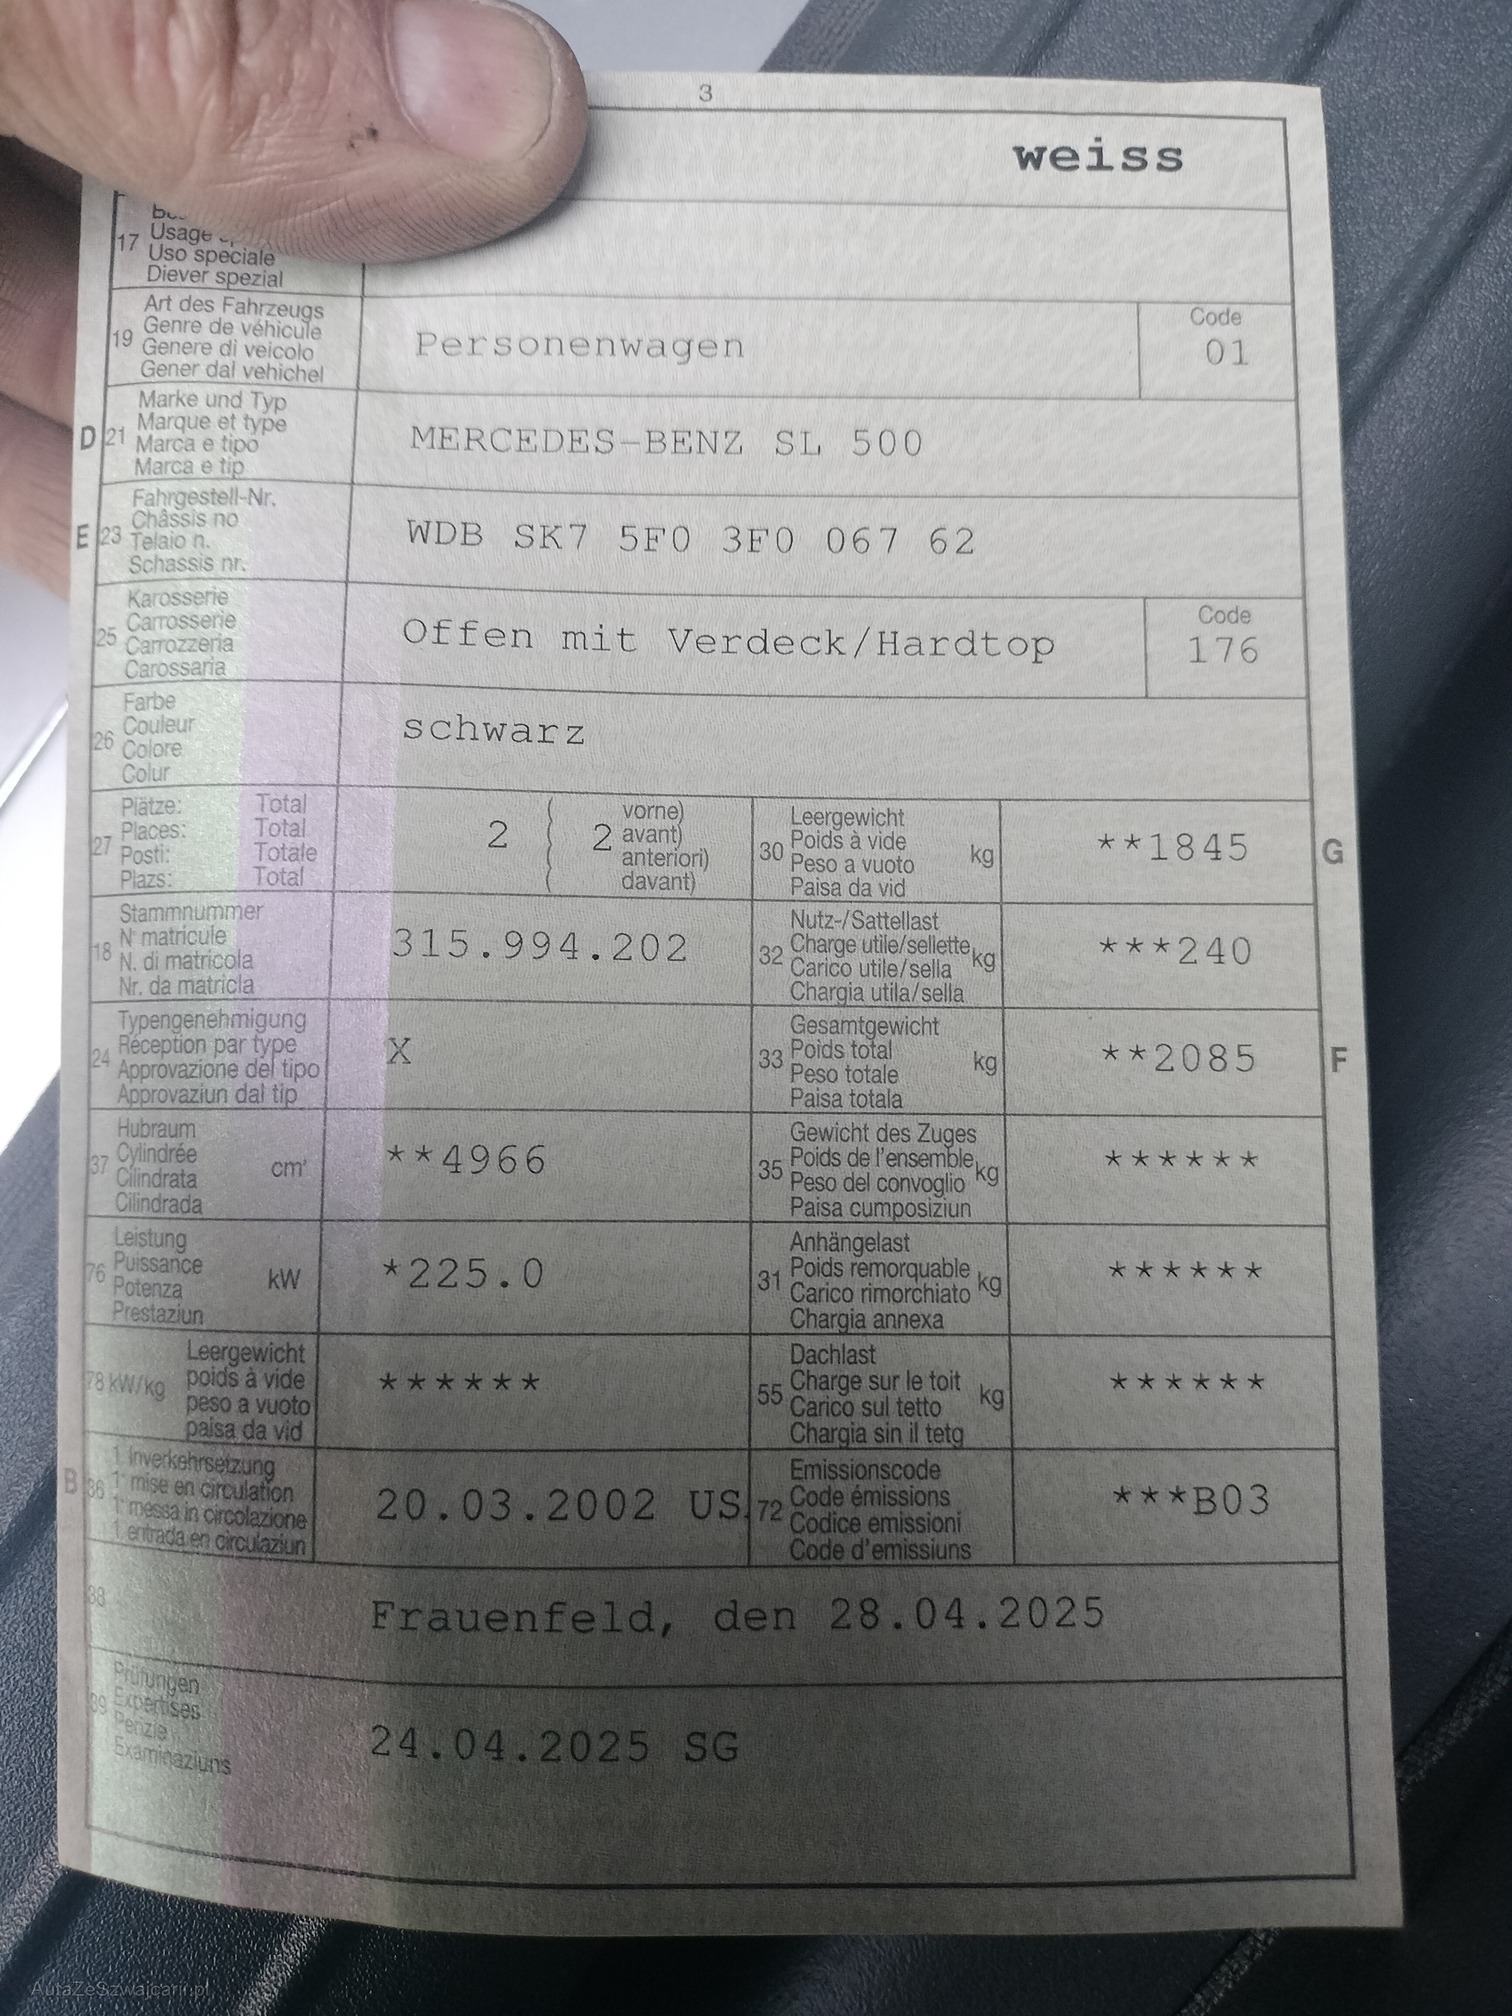 3
weiss
17
Usage
Uso speciale
Diever spezial
19
Art des Fahrzeugs
Genre de véhicule
Genere di veicolo
Gener dal vehichel
Personenwagen
Code
01
D 21
Marke und Typ
Marque et type
Marca e tipo
Marca e tip
MERCEDES-BENZ SL 500
E 23
Fahrgestell-Nr.
Châssis no
Telaio n.
Schassis nr.
WDB SK7 5F0 3F0 067 62
25
Karosserie
Carrosserie
Carrozzeria
Carossaria
Offen mit Verdeck/Hardtop
Code
176
26
Farbe
Couleur
Colore
Colur
schwarz
27
Plätze: Total
Places: Total
Posti: Totale
Plazs: Total
2 ( 2
vorne)
avant)
anteriori)
davant)
30
Leergewicht
Poids à vide
Peso a vuoto
Paisa da vid
kg
**1845
G
18
Stammnummer
N° matricule
N. di matricola
Nr. da matricla
315.994.202
32
Nutz-/Sattellast
Charge utile/sellette
Carico utile/sella
Chargia utila/sella
kg
***240
24
Typengenehmigung
Réception par type
Approvazione del tipo
Approvaziun dal tip
X
33
Gesamtgewicht
Poids total
Peso totale
Paisa totala
kg
**2085
F
37
Hubraum
Cylindrée
Cilindrata
Cilindrada
cm³
**4966
35
Gewicht des Zuges
Poids de l'ensemble
Peso del convoglio
Paisa cumposiziun
kg
******
76
Leistung
Puissance
Potenza
Prestaziun
kW
*225.0
31
Anhängelast
Poids remorquable
Carico rimorchiato
Chargia annexa
kg
******
78 kW/kg
Leergewicht
poids à vide
peso a vuoto
paisa da vid
******
55
Dachlast
Charge sur le toit
Carico sul tetto
Chargia sin il tetg
kg
******
B 36
1. Inverkehrsetzung
1re mise en circulation
1a messa in circolazione
1. entrada en circulaziun
20.03.2002 US
72
Emissionscode
Code émissions
Codice emissioni
Code d'emissiuns
***B03
38
Frauenfeld, den 28.04.2025
39
Prüfungen
Expertises
Perizie
Examinaziuns
24.04.2025 SG
AutaZeSzwajcarii.pl